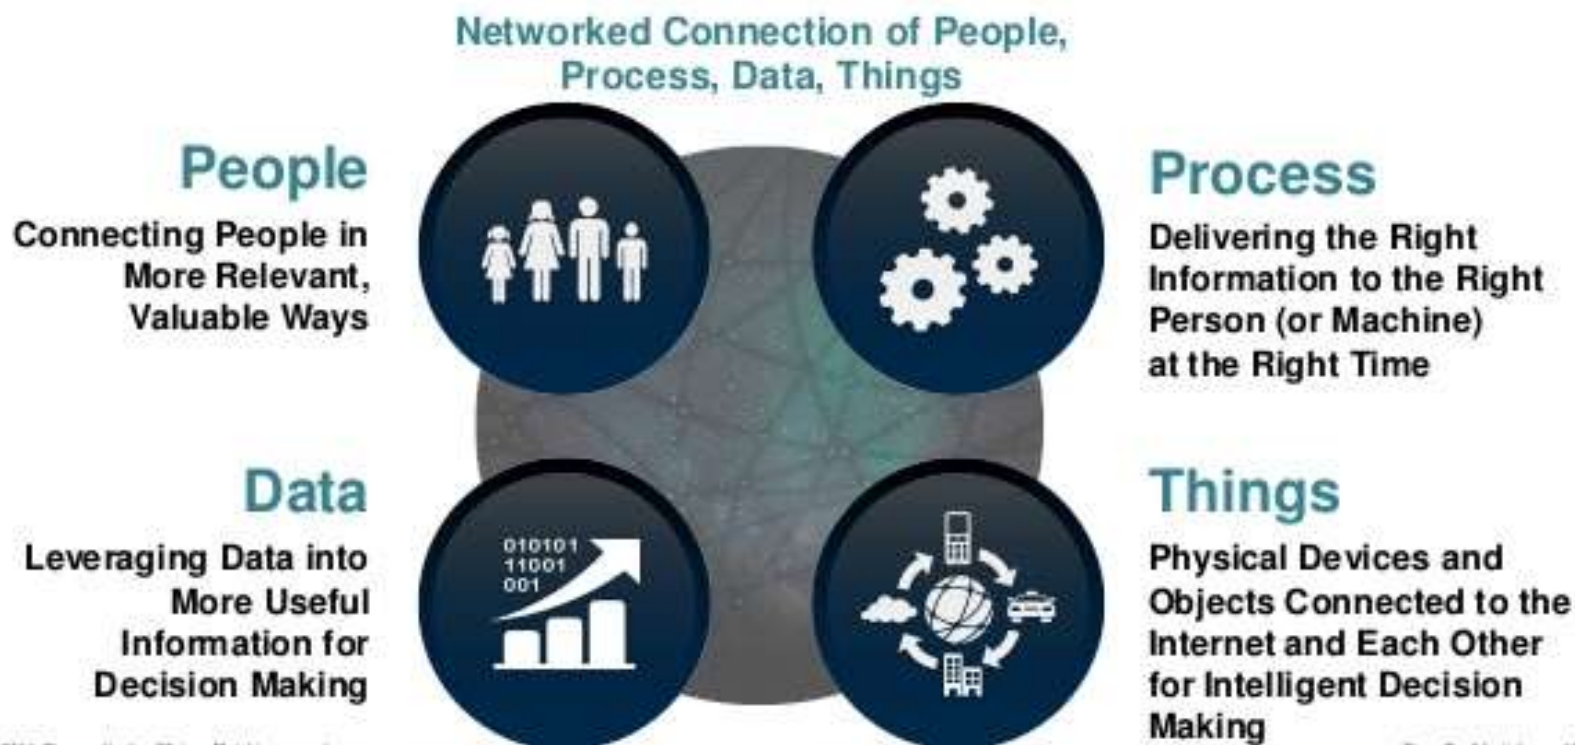 Networked Connection of People,
Process, Data, Things
People
Connecting People in
More Relevant,
Valuable Ways
Process
Delivering the Right
Information to the Right
Person (or Machine)
at the Right Time
Data
Leveraging Data into
More Useful
Information for
Decision Making
010101
11001
001
Things
Physical Devices and
Objects Connected to the
Internet and Each Other
for Intelligent Decision
Making